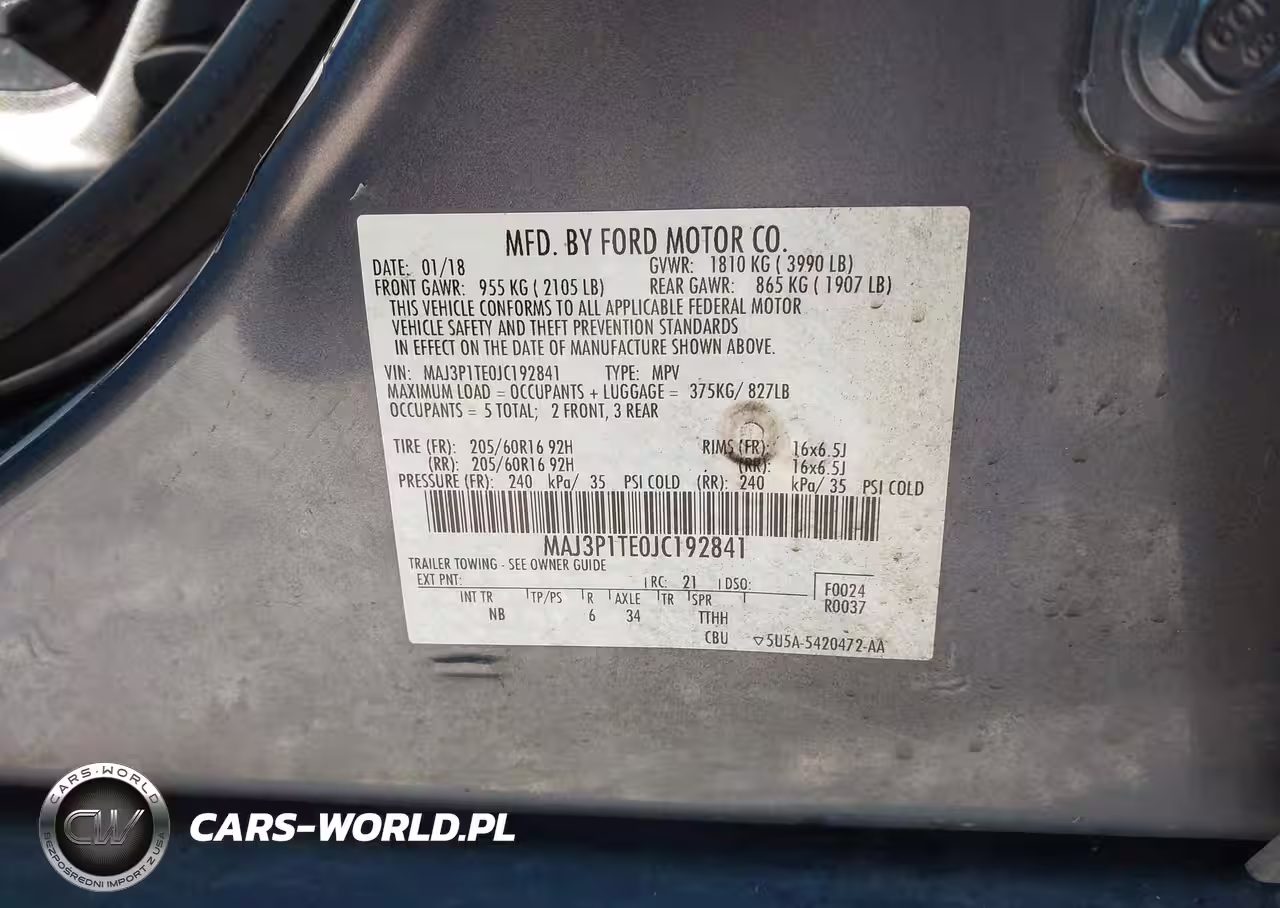 MFD. BY FORD MOTOR CO.
DATE: 01/18 GVWR: 1810 KG ( 3990 LB)
FRONT GAWR: 955 KG ( 2105 LB) REAR GAWR: 865 KG ( 1907 LB)
THIS VEHICLE CONFORMS TO ALL APPLICABLE FEDERAL MOTOR
VEHICLE SAFETY AND THEFT PREVENTION STANDARDS
IN EFFECT ON THE DATE OF MANUFACTURE SHOWN ABOVE.
VIN: MAJ3P1TE0JC192841 TYPE: MPV
MAXIMUM LOAD = OCCUPANTS + LUGGAGE = 375KG/ 827LB
OCCUPANTS = 5 TOTAL; 2 FRONT, 3 REAR
TIRE (FR): 205/60R16 92H RIMS (FR): 16x6.5J
(RR): 205/60R16 92H (RR): 16x6.5J
PRESSURE (FR): 240 kPa/ 35 PSI COLD (RR): 240 kPa/ 35 PSI COLD
MAJ3P1TE0JC192841
TRAILER TOWING - SEE OWNER GUIDE
EXT PNT: RC: 21 DSO: F0024
R0037
INT TR TP/PS R AXLE TR SPR
NB 6 34 TTHH
CBU 5U5A-5420472-AA
CARS-WORLD
CW
BEZPOŚREDNI IMPORT Z USA
CARS-WORLD.PL